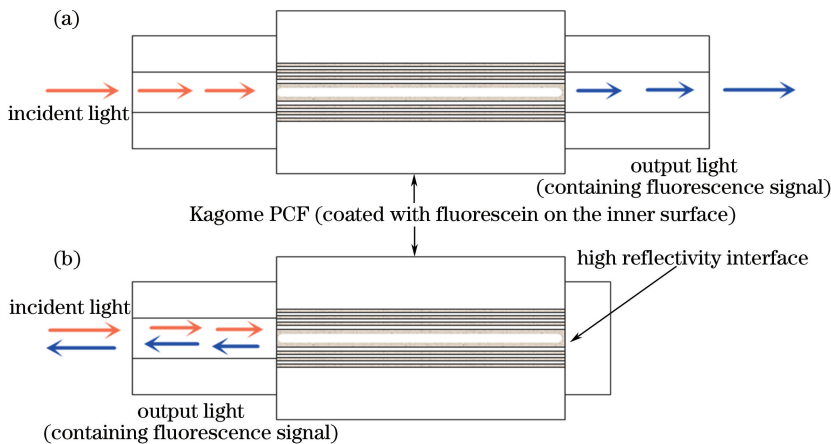 (a)
incident light
output light
(containing fluorescence signal)
Kagome PCF (coated with fluorescein on the inner surface)
(b)
high reflectivity interface
incident light
output light
(containing fluorescence signal)